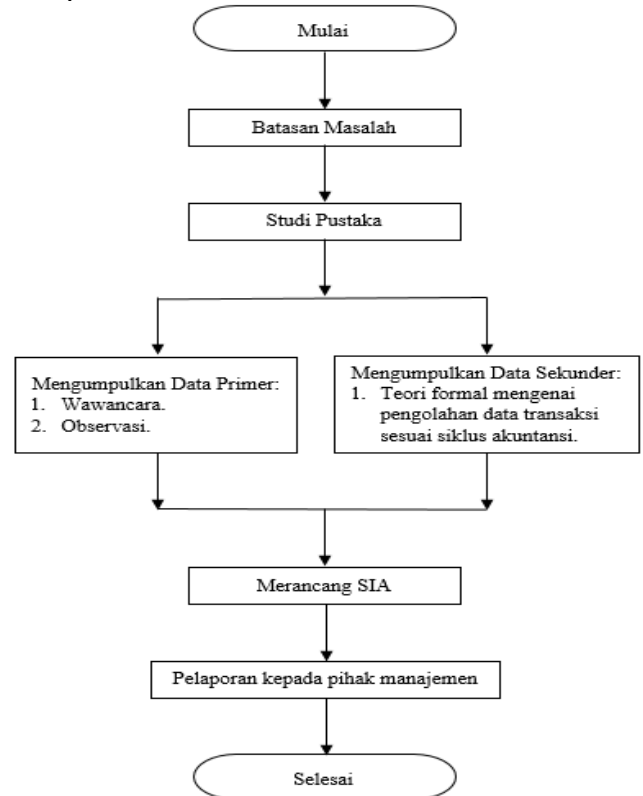 Mulai
Batasan Masalah
Studi Pustaka
Mengumpulkan Data Primer:
1. Wawancara.
2. Observasi.
Mengumpulkan Data Sekunder:
1. Teori formal mengenai
pengolahan data transaksi
sesuai siklus akuntansi.
Merancang SIA
Pelaporan kepada pihak manajemen
Selesai